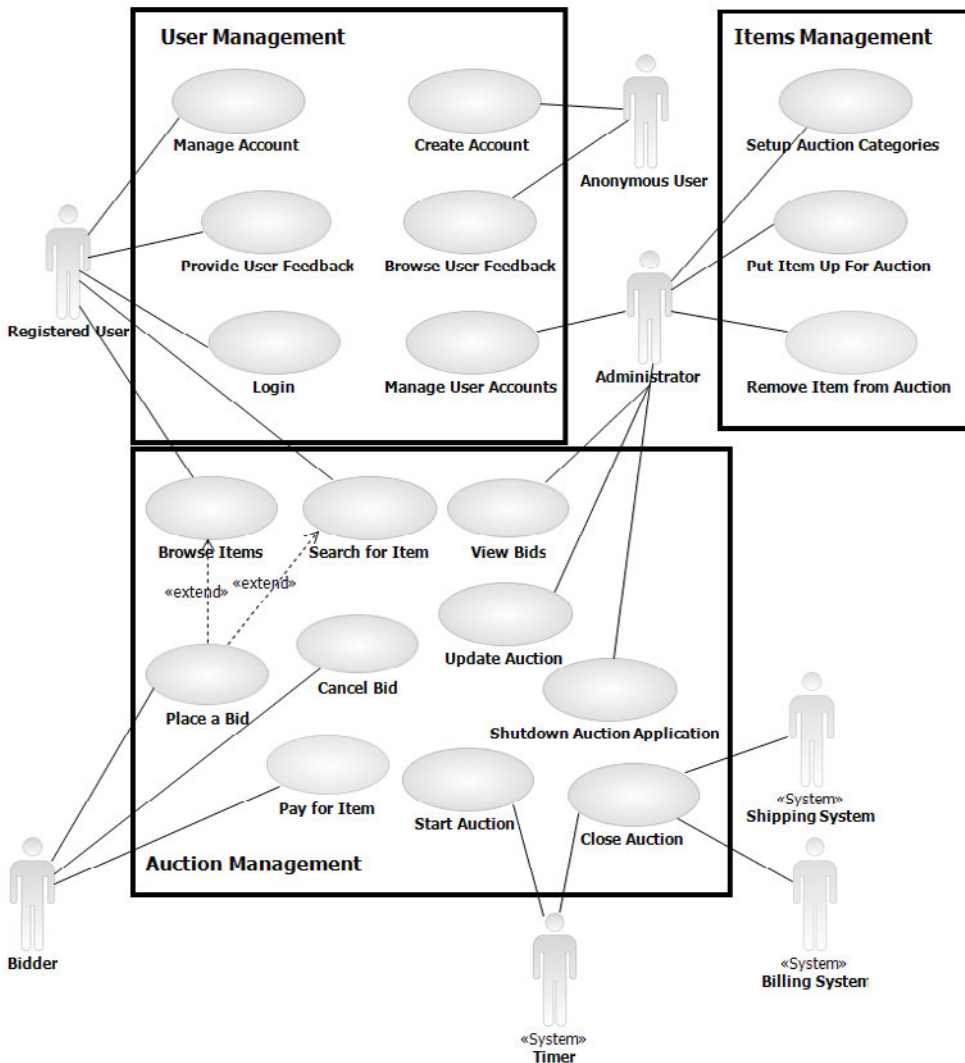 User Management
Items Management
Manage Account
Create Account
Setup Auction Categories
Anonymous User
Provide User Feedback
Browse User Feedback
Put Item Up For Auction
Registered User
Login
Manage User Accounts
Administrator
Remove Item from Auction
Browse Items
Search for Item
View Bids
«extend»
«extend»
Update Auction
Cancel Bid
Place a Bid
Shutdown Auction Application
«System»
Shipping System
Pay for Item
Start Auction
Close Auction
Auction Management
Bidder
«System»
Billing System
«System»
Timer